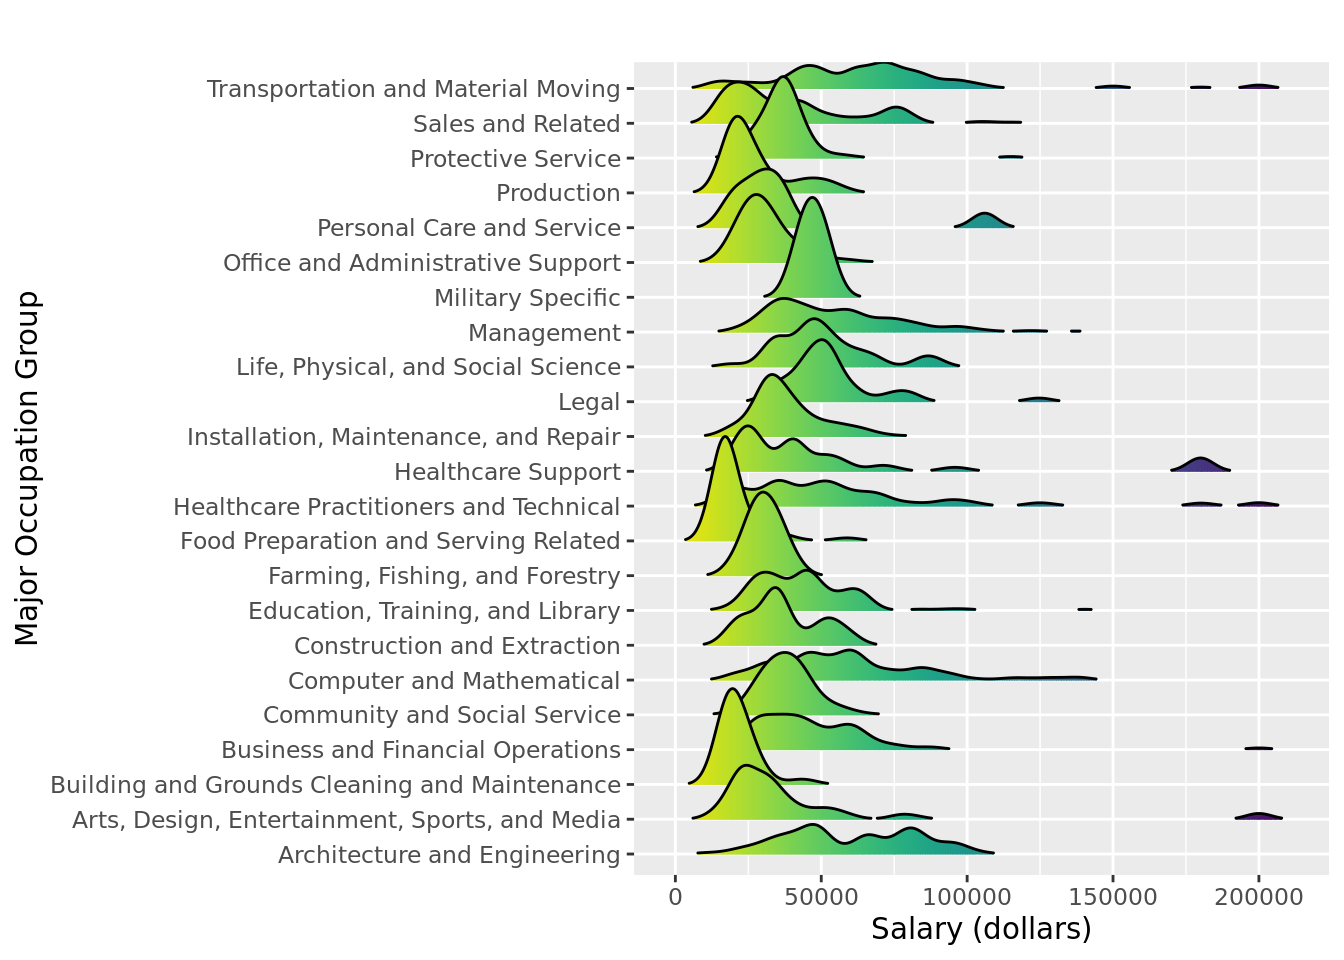 Transportation and Material Moving
Sales and Related
Protective Service
Production
Personal Care and Service
Office and Administrative Support
Military Specific
Management
Life, Physical, and Social Science
Legal
Installation, Maintenance, and Repair
Healthcare Support
Healthcare Practitioners and Technical
Food Preparation and Serving Related
Farming, Fishing, and Forestry
Education, Training, and Library
Construction and Extraction
Computer and Mathematical
Community and Social Service
Business and Financial Operations
Building and Grounds Cleaning and Maintenance
Arts, Design, Entertainment, Sports, and Media
Architecture and Engineering
Major Occupation Group
0 50000 100000 150000 200000
Salary (dollars)